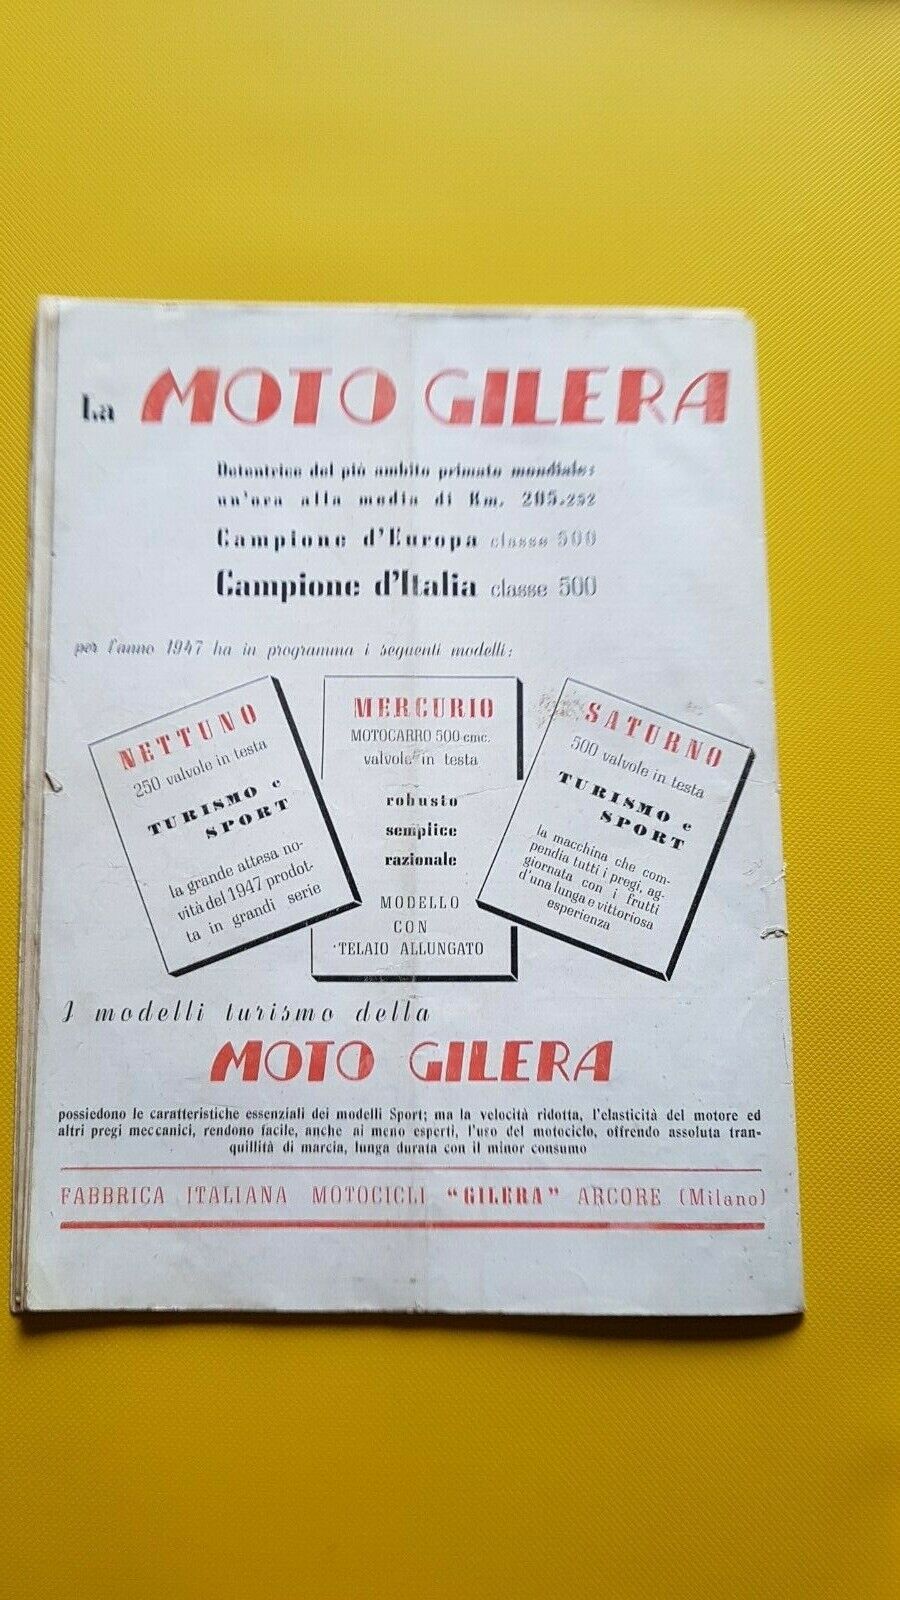 La MOTO GILERA
Detentrice del più ambito primato mondiale:
un'ora alla media di Km. 205.252
Campione d'Europa classe 500
Campione d'Italia classe 500
per l'anno 1947 ha in programma i seguenti modelli:
NETTUNO
250 valvole in testa
TURISMO e
SPORT
la grande attesa no-
vità del 1947 prodot-
ta in grandi serie
MERCURIO
MOTOCARRO 500 cmc.
valvole in testa
robusto
semplice
razionale
MODELLO
CON
TELAIO ALLUNGATO
SATURNO
500 valvole in testa
TURISMO e
SPORT
la macchina che com-
pendia tutti i pregi, ag-
giornata con i frutti
d'una lunga e vittoriosa
esperienza
I modelli turismo della
MOTO GILERA
possiedono le caratteristiche essenziali dei modelli Sport; ma la velocità ridotta, l'elasticità del motore ed
altri pregi meccanici, rendono facile, anche ai meno esperti, l'uso del motociclo, offrendo assoluta tran-
quillità di marcia, lunga durata con il minor consumo
FABBRICA ITALIANA MOTOCICLI "GILERA" ARCORE (Milano)